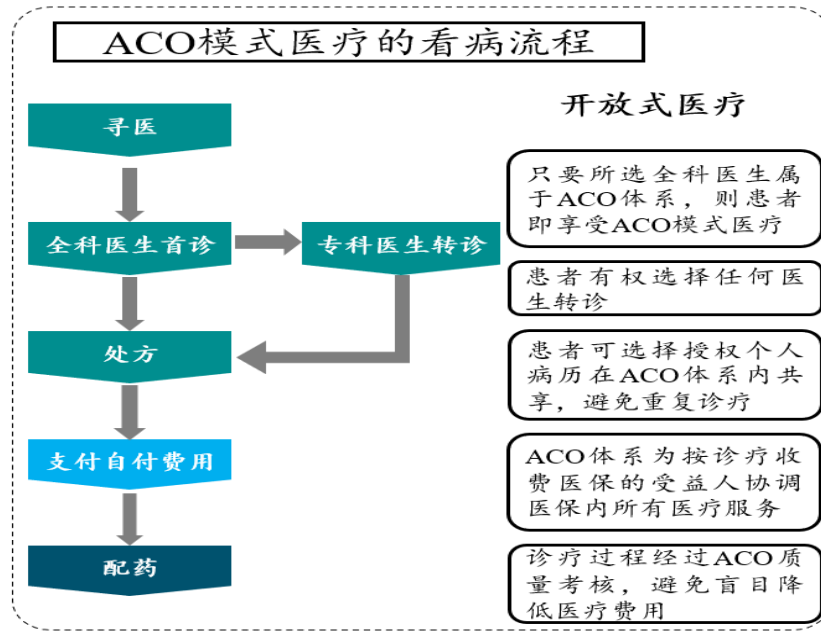 ACO模式医疗的看病流程
寻医
全科医生首诊
专科医生转诊
处方
支付自付费用
配药
开放式医疗
只要所选全科医生属
于ACO体系，则患者
即享受ACO模式医疗
患者有权选择任何医
生转诊
患者可选择授权个人
病历在ACO体系内共
享，避免重复诊疗
ACO体系为按诊疗收
费医保的受益人协调
医保内所有医疗服务
诊疗过程经过ACO质
量考核，避免盲目降
低医疗费用